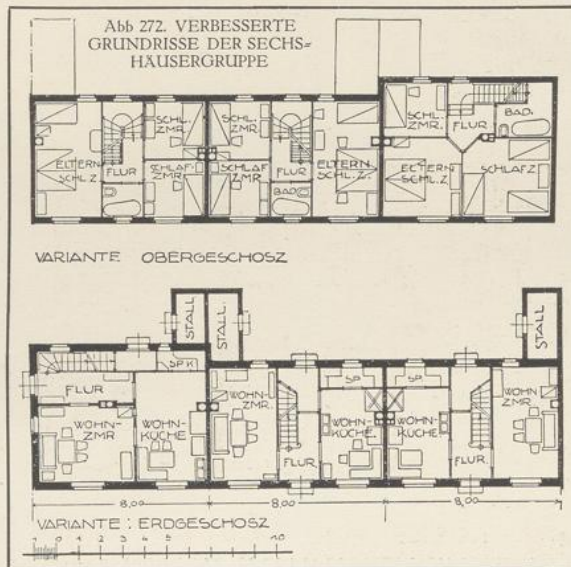 Abb 272. VERBESSERTE
GRUNDRISSE DER SECHS=
HÄUSERGRUPPE
SCHL.
ZMR.
SCHL.
ZMR.
SCHL.
ZMR.
FLUR
BAD.
ELTERN
SCHL.Z.
FLUR
SCHLAF-
ZMR.
SCHLAF
ZMR.
FLUR
BAD
ELTERN
SCHL.Z.
ELTERN
SCHL.Z
SCHLAFZ
VARIANTE OBERGESCHOSZ
STALL
STALL.
STALL
SP.K.
FLUR
WOHN-
ZMR
WOHN-
KÜCHE
WOHN-
ZMR.
FLUR
SP.
WOHN-
KÜCHE.
SP.
WOHN-
KÜCHE
FLUR.
WOHN
ZMR
8,00 8,00 8,00
VARIANTE : ERDGESCHOSZ
1 0 1 2 3 4 5 10